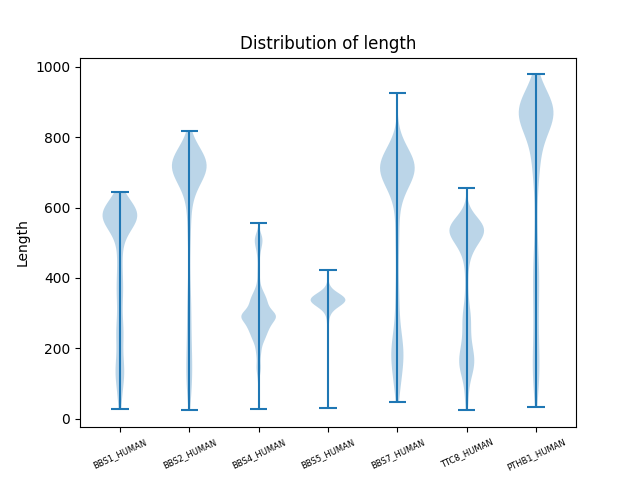 Distribution of length
1000
800
600
400
200
0
Length
BBS1_HUMAN
BBS2_HUMAN
BBS4_HUMAN
BBS5_HUMAN
BBS7_HUMAN
TTC8_HUMAN
PTHB1_HUMAN